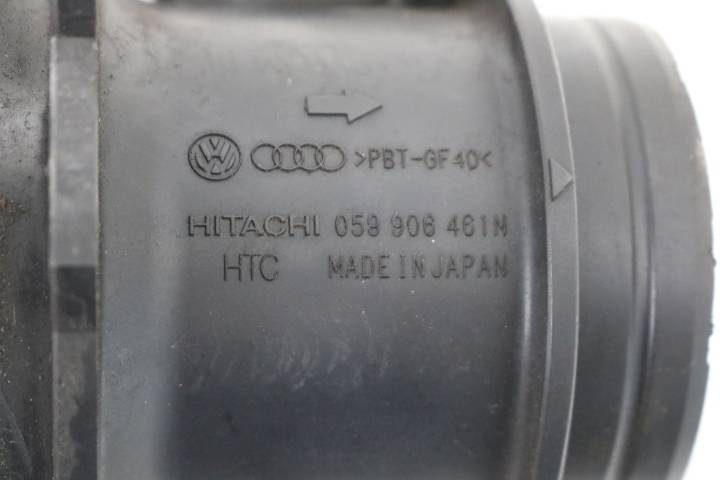 >PBT-GF40<
HITACHI 059 906 461N
HTC MADE IN JAPAN